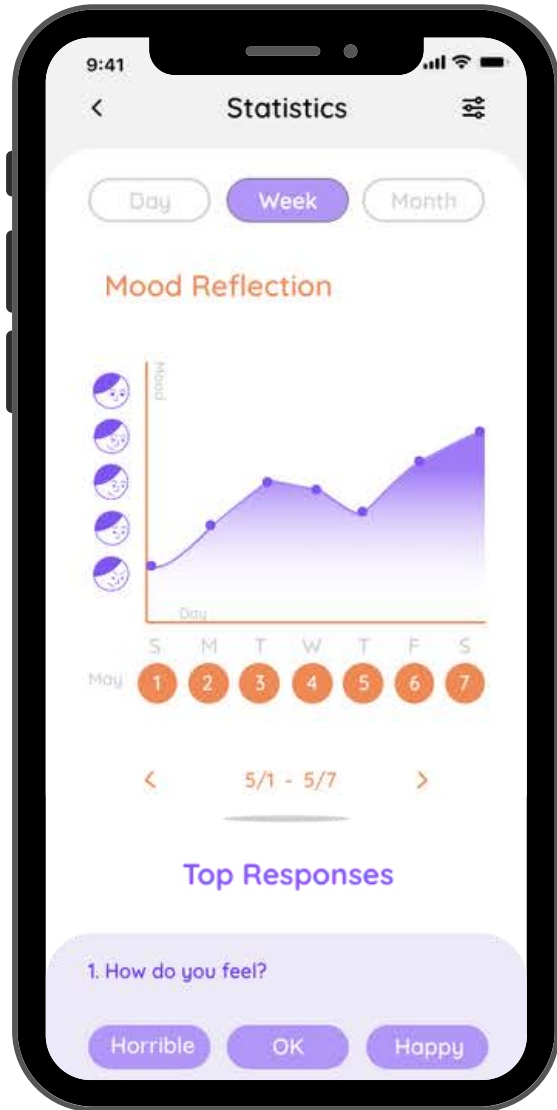 9:41
Statistics
Day Week Month
Mood Reflection
Mood
Day
S M T W T F S
May 1 2 3 4 5 6 7
5/1 - 5/7
Top Responses
1. How do you feel?
Horrible OK Happy